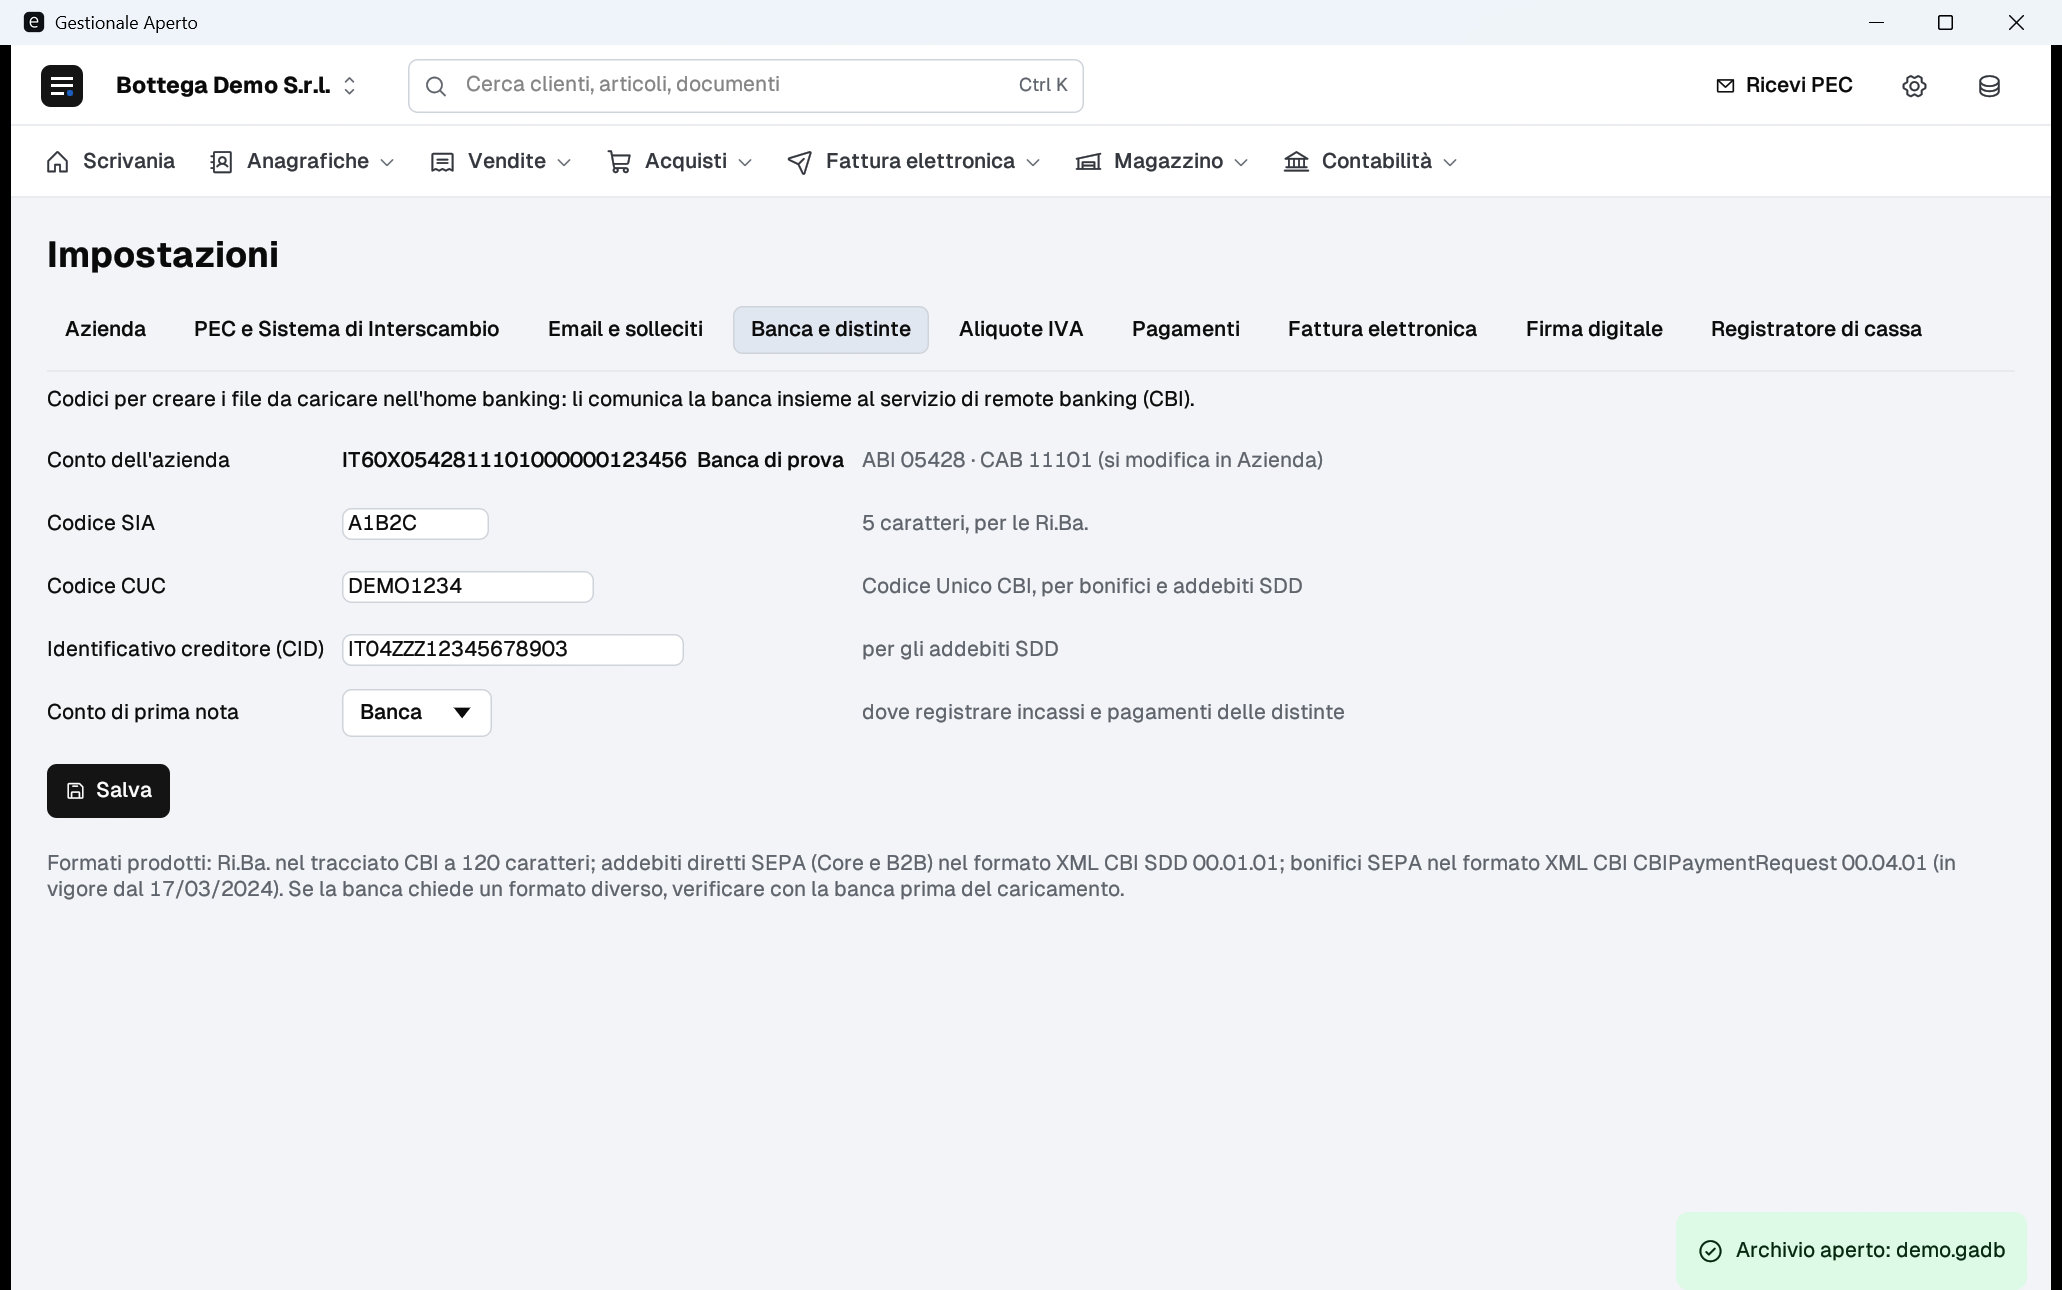 Gestionale Aperto
Bottega Demo S.r.l.
Cerca clienti, articoli, documenti
Ctrl K
Ricevi PEC
Scrivania
Anagrafiche
Vendite
Acquisti
Fattura elettronica
Magazzino
Contabilità
Impostazioni
Azienda
PEC e Sistema di Interscambio
Email e solleciti
Banca e distinte
Aliquote IVA
Pagamenti
Fattura elettronica
Firma digitale
Registratore di cassa
Codici per creare i file da caricare nell'home banking: li comunica la banca insieme al servizio di remote banking (CBI).
Conto dell'azienda
IT60X0542811101000000123456 Banca di prova
ABI 05428 · CAB 11101 (si modifica in Azienda)
Codice SIA
A1B2C
5 caratteri, per le Ri.Ba.
Codice CUC
DEMO1234
Codice Unico CBI, per bonifici e addebiti SDD
Identificativo creditore (CID)
IT04ZZZ12345678903
per gli addebiti SDD
Conto di prima nota
Banca
dove registrare incassi e pagamenti delle distinte
Salva
Formati prodotti: Ri.Ba. nel tracciato CBI a 120 caratteri; addebiti diretti SEPA (Core e B2B) nel formato XML CBI SDD 00.01.01; bonifici SEPA nel formato XML CBI CBIPaymentRequest 00.04.01 (in
vigore dal 17/03/2024). Se la banca chiede un formato diverso, verificare con la banca prima del caricamento.
Archivio aperto: demo.gadb